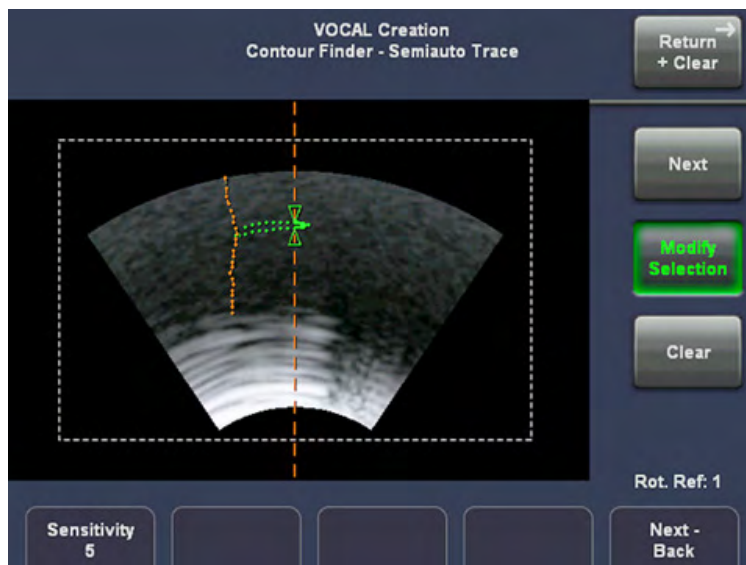 VOCAL Creation
Contour Finder - Semiauto Trace
Return
+ Clear
Next
Modify
Selection
Clear
Rot. Ref: 1
Sensitivity
5
Next -
Back